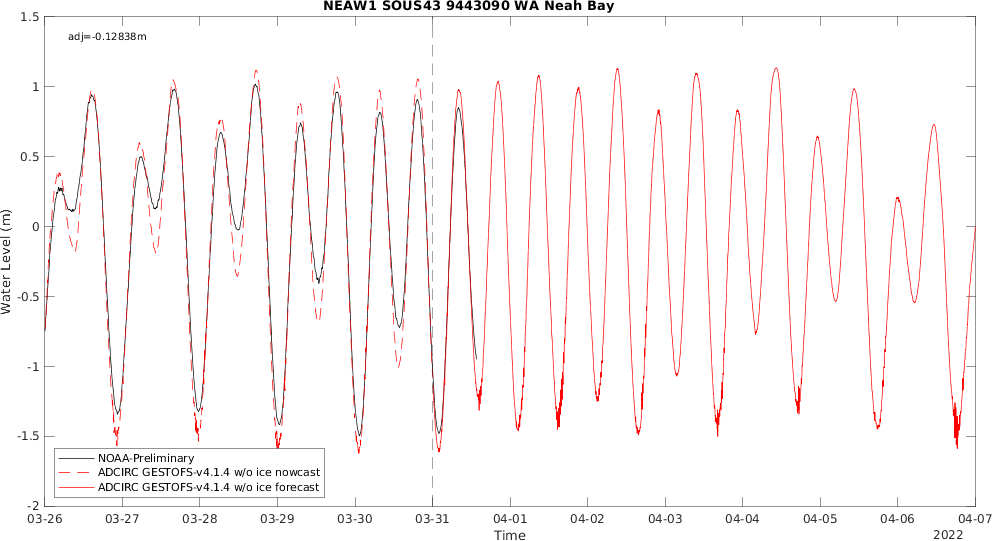 NEAW1 SOUS43 9443090 WA Neah Bay
adj=-0.12838m
1.5
1
0.5
0
-0.5
-1
-1.5
-2
Water Level (m)
NOAA-Preliminary
ADCIRC GESTOFS-v4.1.4 w/o ice nowcast
ADCIRC GESTOFS-v4.1.4 w/o ice forecast
03-26 03-27 03-28 03-29 03-30 03-31 04-01 04-02 04-03 04-04 04-05 04-06 04-07
Time
2022